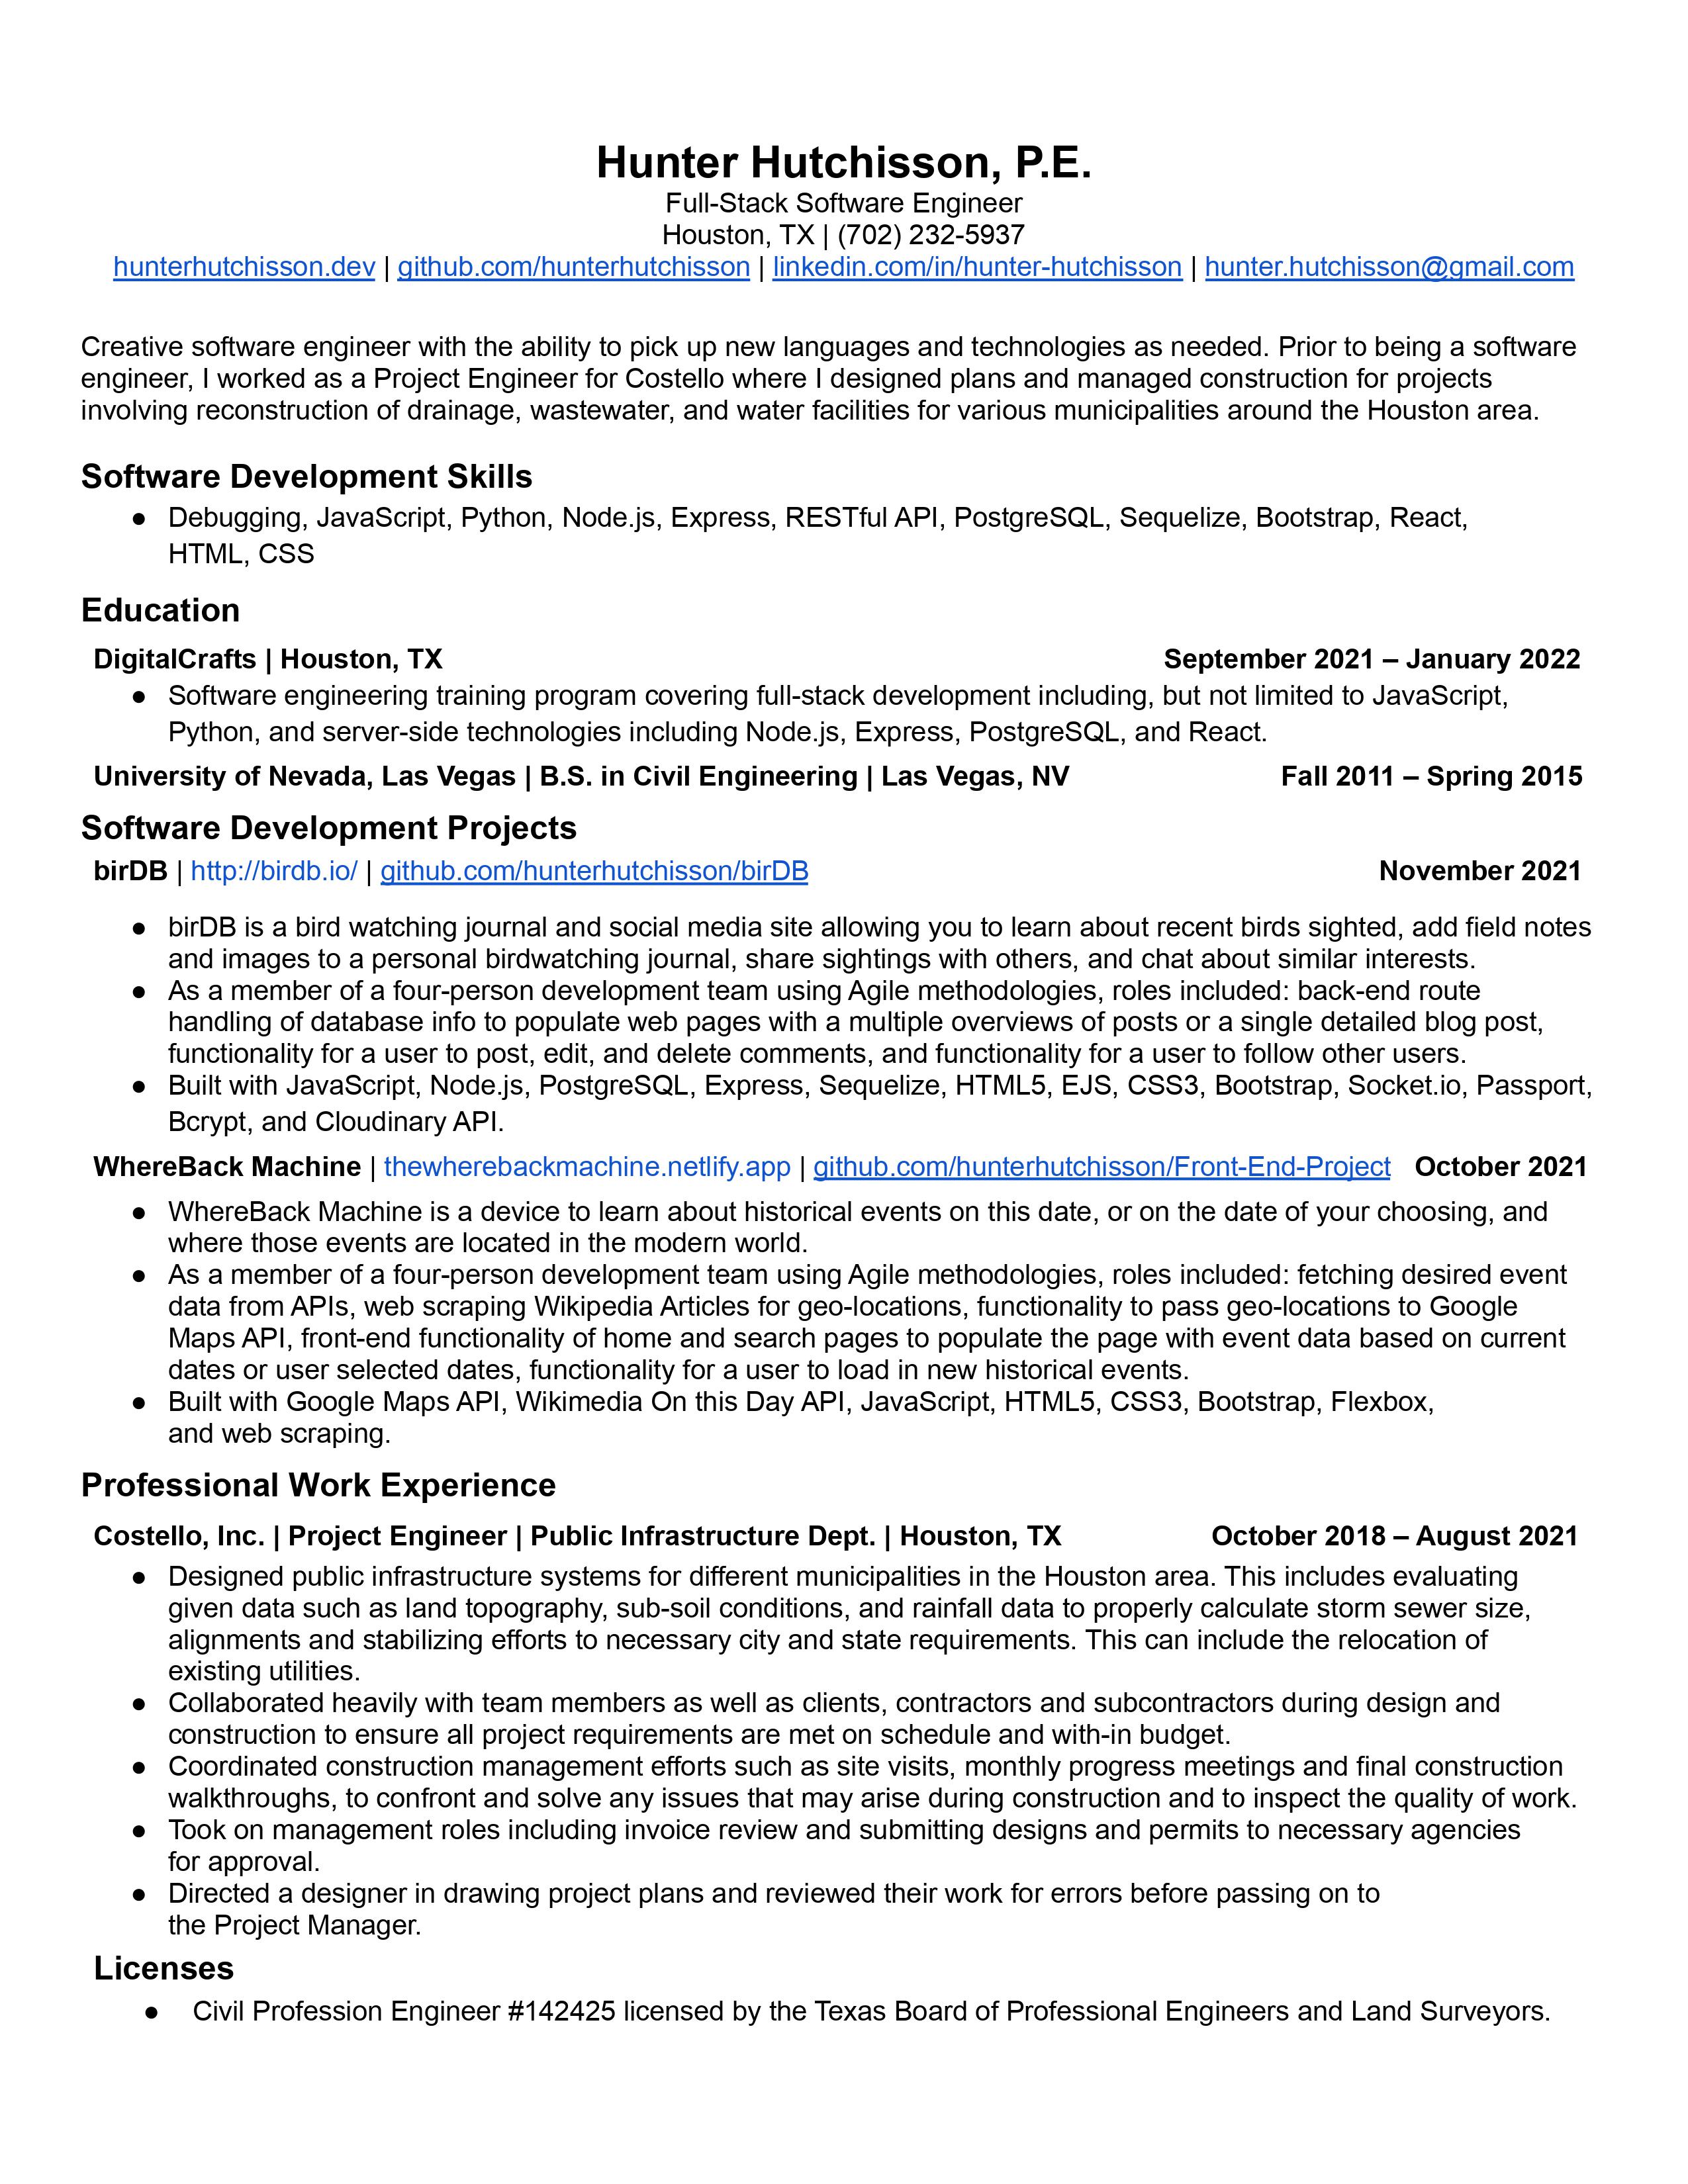 Hunter Hutchisson, P.E.
Full-Stack Software Engineer
Houston, TX | (702) 232-5937
hunterhutchisson.dev | github.com/hunterhutchisson | linkedin.com/in/hunter-hutchisson | hunter.hutchisson@gmail.com
Creative software engineer with the ability to pick up new languages and technologies as needed. Prior to being a software
engineer, I worked as a Project Engineer for Costello where I designed plans and managed construction for projects
involving reconstruction of drainage, wastewater, and water facilities for various municipalities around the Houston area.
Software Development Skills
● Debugging, JavaScript, Python, Node.js, Express, RESTful API, PostgreSQL, Sequelize, Bootstrap, React,
HTML, CSS
Education
DigitalCrafts | Houston, TX September 2021 – January 2022
● Software engineering training program covering full-stack development including, but not limited to JavaScript,
Python, and server-side technologies including Node.js, Express, PostgreSQL, and React.
University of Nevada, Las Vegas | B.S. in Civil Engineering | Las Vegas, NV Fall 2011 – Spring 2015
Software Development Projects
birDB | http://birdb.io/ | github.com/hunterhutchisson/birDB November 2021
● birDB is a bird watching journal and social media site allowing you to learn about recent birds sighted, add field notes
and images to a personal birdwatching journal, share sightings with others, and chat about similar interests.
● As a member of a four-person development team using Agile methodologies, roles included: back-end route
handling of database info to populate web pages with a multiple overviews of posts or a single detailed blog post,
functionality for a user to post, edit, and delete comments, and functionality for a user to follow other users.
● Built with JavaScript, Node.js, PostgreSQL, Express, Sequelize, HTML5, EJS, CSS3, Bootstrap, Socket.io, Passport,
Bcrypt, and Cloudinary API.
WhereBack Machine | thewherebackmachine.netlify.app | github.com/hunterhutchisson/Front-End-Project October 2021
● WhereBack Machine is a device to learn about historical events on this date, or on the date of your choosing, and
where those events are located in the modern world.
● As a member of a four-person development team using Agile methodologies, roles included: fetching desired event
data from APIs, web scraping Wikipedia Articles for geo-locations, functionality to pass geo-locations to Google
Maps API, front-end functionality of home and search pages to populate the page with event data based on current
dates or user selected dates, functionality for a user to load in new historical events.
● Built with Google Maps API, Wikimedia On this Day API, JavaScript, HTML5, CSS3, Bootstrap, Flexbox,
and web scraping.
Professional Work Experience
Costello, Inc. | Project Engineer | Public Infrastructure Dept. | Houston, TX October 2018 – August 2021
● Designed public infrastructure systems for different municipalities in the Houston area. This includes evaluating
given data such as land topography, sub-soil conditions, and rainfall data to properly calculate storm sewer size,
alignments and stabilizing efforts to necessary city and state requirements. This can include the relocation of
existing utilities.
● Collaborated heavily with team members as well as clients, contractors and subcontractors during design and
construction to ensure all project requirements are met on schedule and with-in budget.
● Coordinated construction management efforts such as site visits, monthly progress meetings and final construction
walkthroughs, to confront and solve any issues that may arise during construction and to inspect the quality of work.
● Took on management roles including invoice review and submitting designs and permits to necessary agencies
for approval.
● Directed a designer in drawing project plans and reviewed their work for errors before passing on to
the Project Manager.
Licenses
● Civil Profession Engineer #142425 licensed by the Texas Board of Professional Engineers and Land Surveyors.